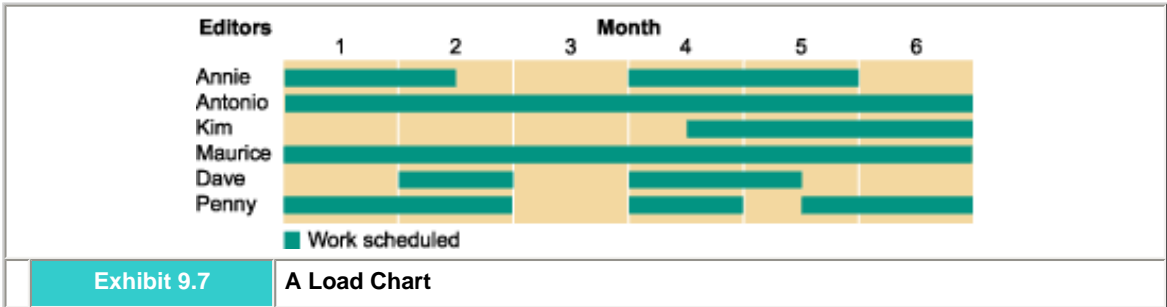 Editors Month
1 2 3 4 5 6
Annie
Antonio
Kim
Maurice
Dave
Penny
Work scheduled
Exhibit 9.7 A Load Chart